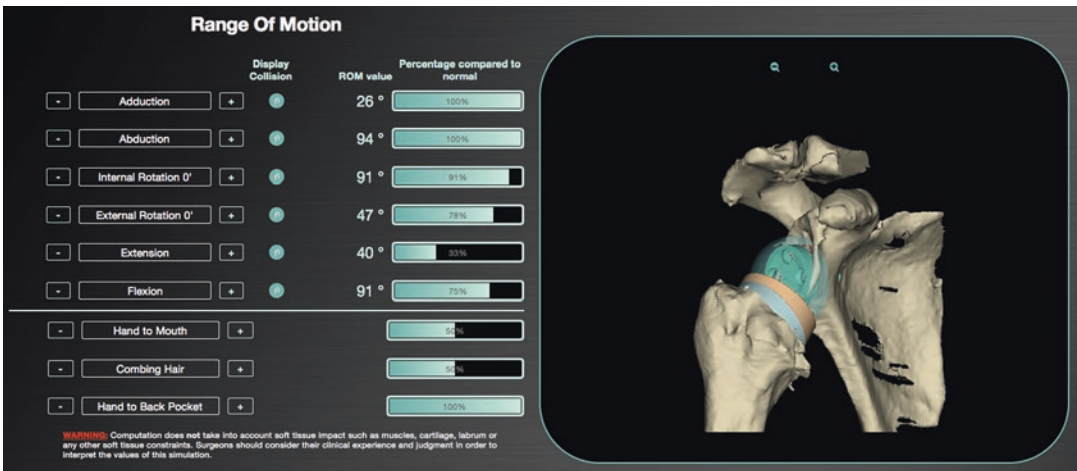 Range Of Motion
Display Collision ROM value Percentage compared to normal
- Adduction + 26 ° 100%
- Abduction + 94 ° 100%
- Internal Rotation 0' + 91 ° 91%
- External Rotation 0' + 47 ° 78%
- Extension + 40 ° 33%
- Flexion + 91 ° 75%
- Hand to Mouth + 50%
- Combing Hair + 50%
- Hand to Back Pocket + 100%
WARNING: Computation does not take into account soft tissue impact such as muscles, cartilage, labrum or
any other soft tissue constraints. Surgeons should consider their clinical experience and judgment in order to
interpret the values of this simulation.